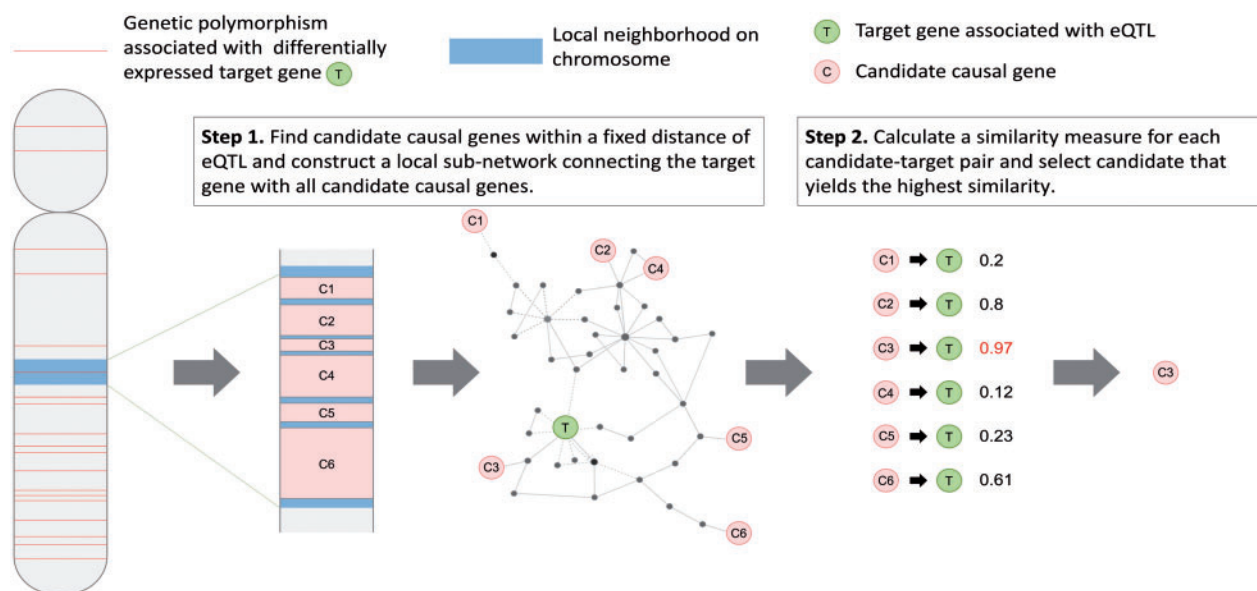 Genetic polymorphism
associated with differentially
expressed target gene T
Local neighborhood on
chromosome
T Target gene associated with eQTL
C Candidate causal gene
Step 1. Find candidate causal genes within a fixed distance of
eQTL and construct a local sub-network connecting the target
gene with all candidate causal genes.
Step 2. Calculate a similarity measure for each
candidate-target pair and select candidate that
yields the highest similarity.
C1
C2
C3
C4
C5
C6
C1
C2
C4
T
C5
C3
C6
C1 T 0.2
C2 T 0.8
C3 T 0.97
C4 T 0.12
C5 T 0.23
C6 T 0.61
C3